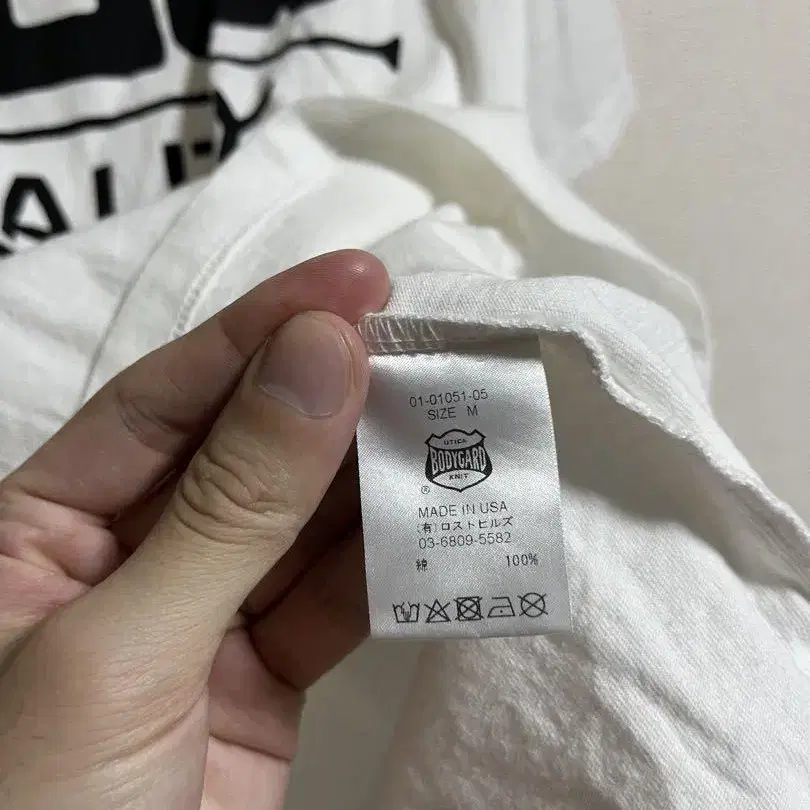 ALITY
01-01051-05
SIZE M
UTICA
BODYGARD
KNIT
®
MADE IN USA
(有)ロストヒルズ
03-6809-5582
綿 100%